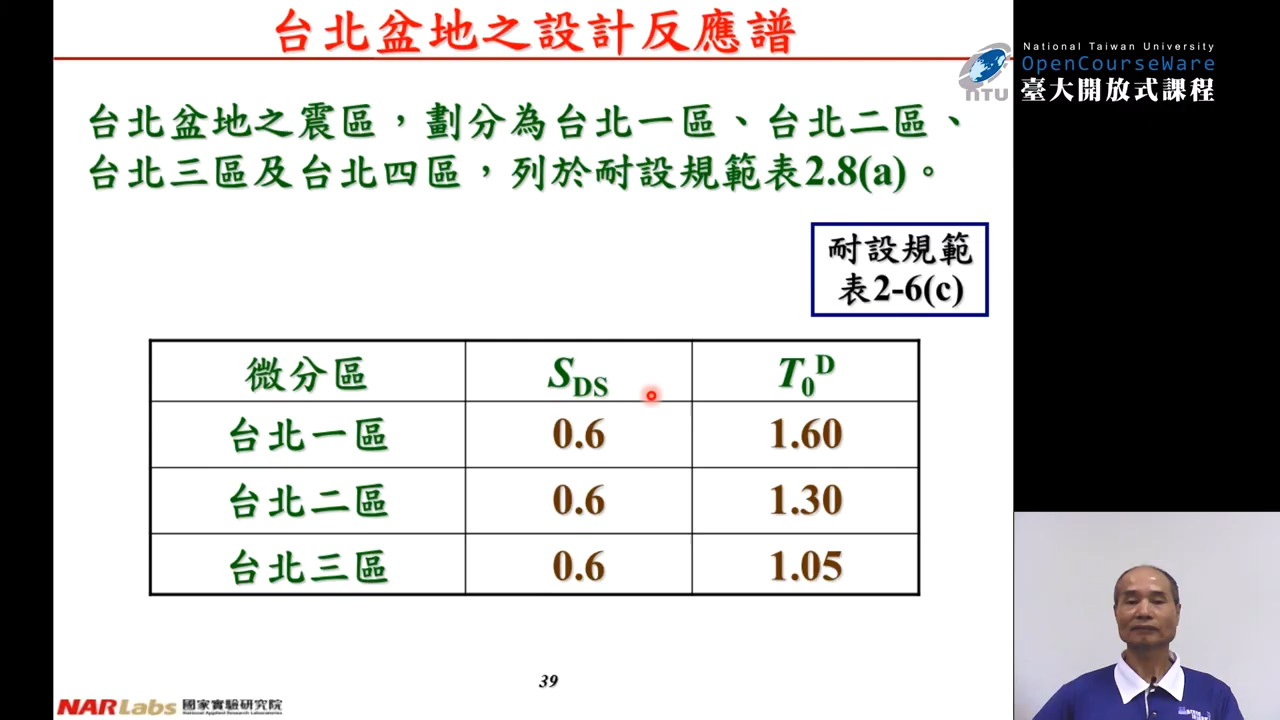 台北盆地之設計反應譜
台北盆地之震區，劃分為台北一區、台北二區、
台北三區及台北四區，列於耐設規範表2.8(a)。
耐設規範
表2-6(c)
微分區 SDS T0D
台北一區 0.6 1.60
台北二區 0.6 1.30
台北三區 0.6 1.05
39
NARLabs 國家實驗研究院
National Applied Research Laboratories
National Taiwan University
OpenCourseWare
臺大開放式課程
NTU